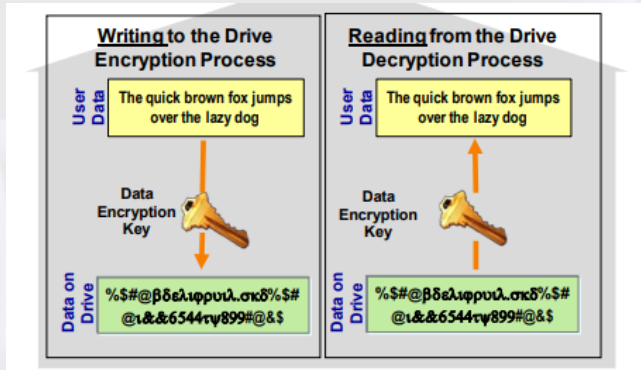 Writing to the Drive
Encryption Process
User
Data
The quick brown fox jumps
over the lazy dog
Data
Encryption
Key
Data on
Drive
%$#@βδελιφρυιλ.σκδ%$#
@ι&&6544τψ899#@&$
Reading from the Drive
Decryption Process
User
Data
The quick brown fox jumps
over the lazy dog
Data
Encryption
Key
Data on
Drive
%$#@βδελιφρυιλ.σκδ%$#
@ι&&6544τψ899#@&$